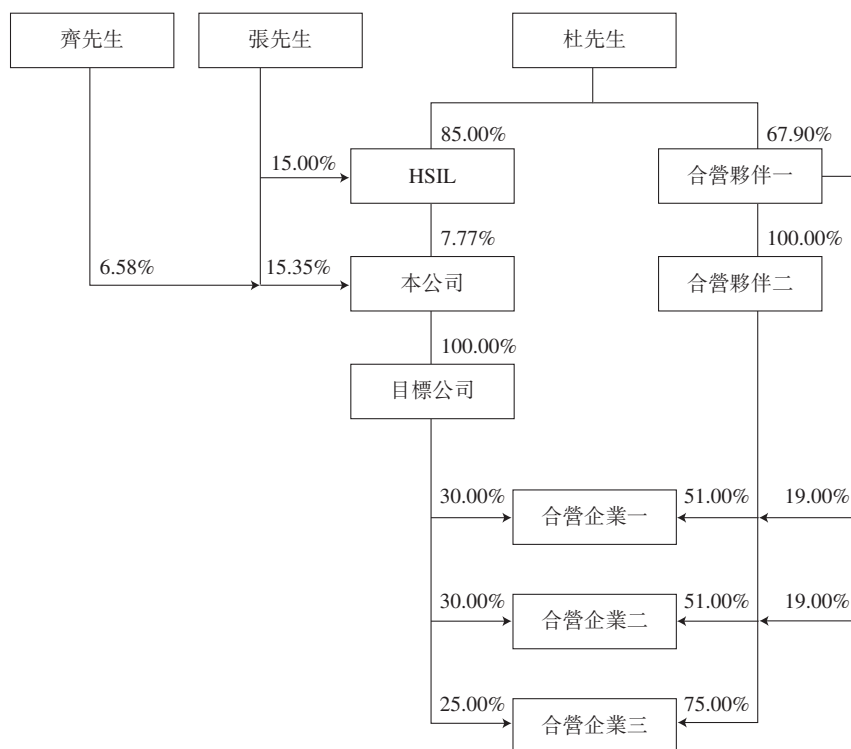 齊先生
張先生
杜先生
85.00%
67.90%
15.00%
HSIL
合營夥伴一
7.77%
100.00%
6.58%
15.35%
本公司
合營夥伴二
100.00%
目標公司
30.00%
合營企業一
51.00%
19.00%
30.00%
合營企業二
51.00%
19.00%
25.00%
合營企業三
75.00%